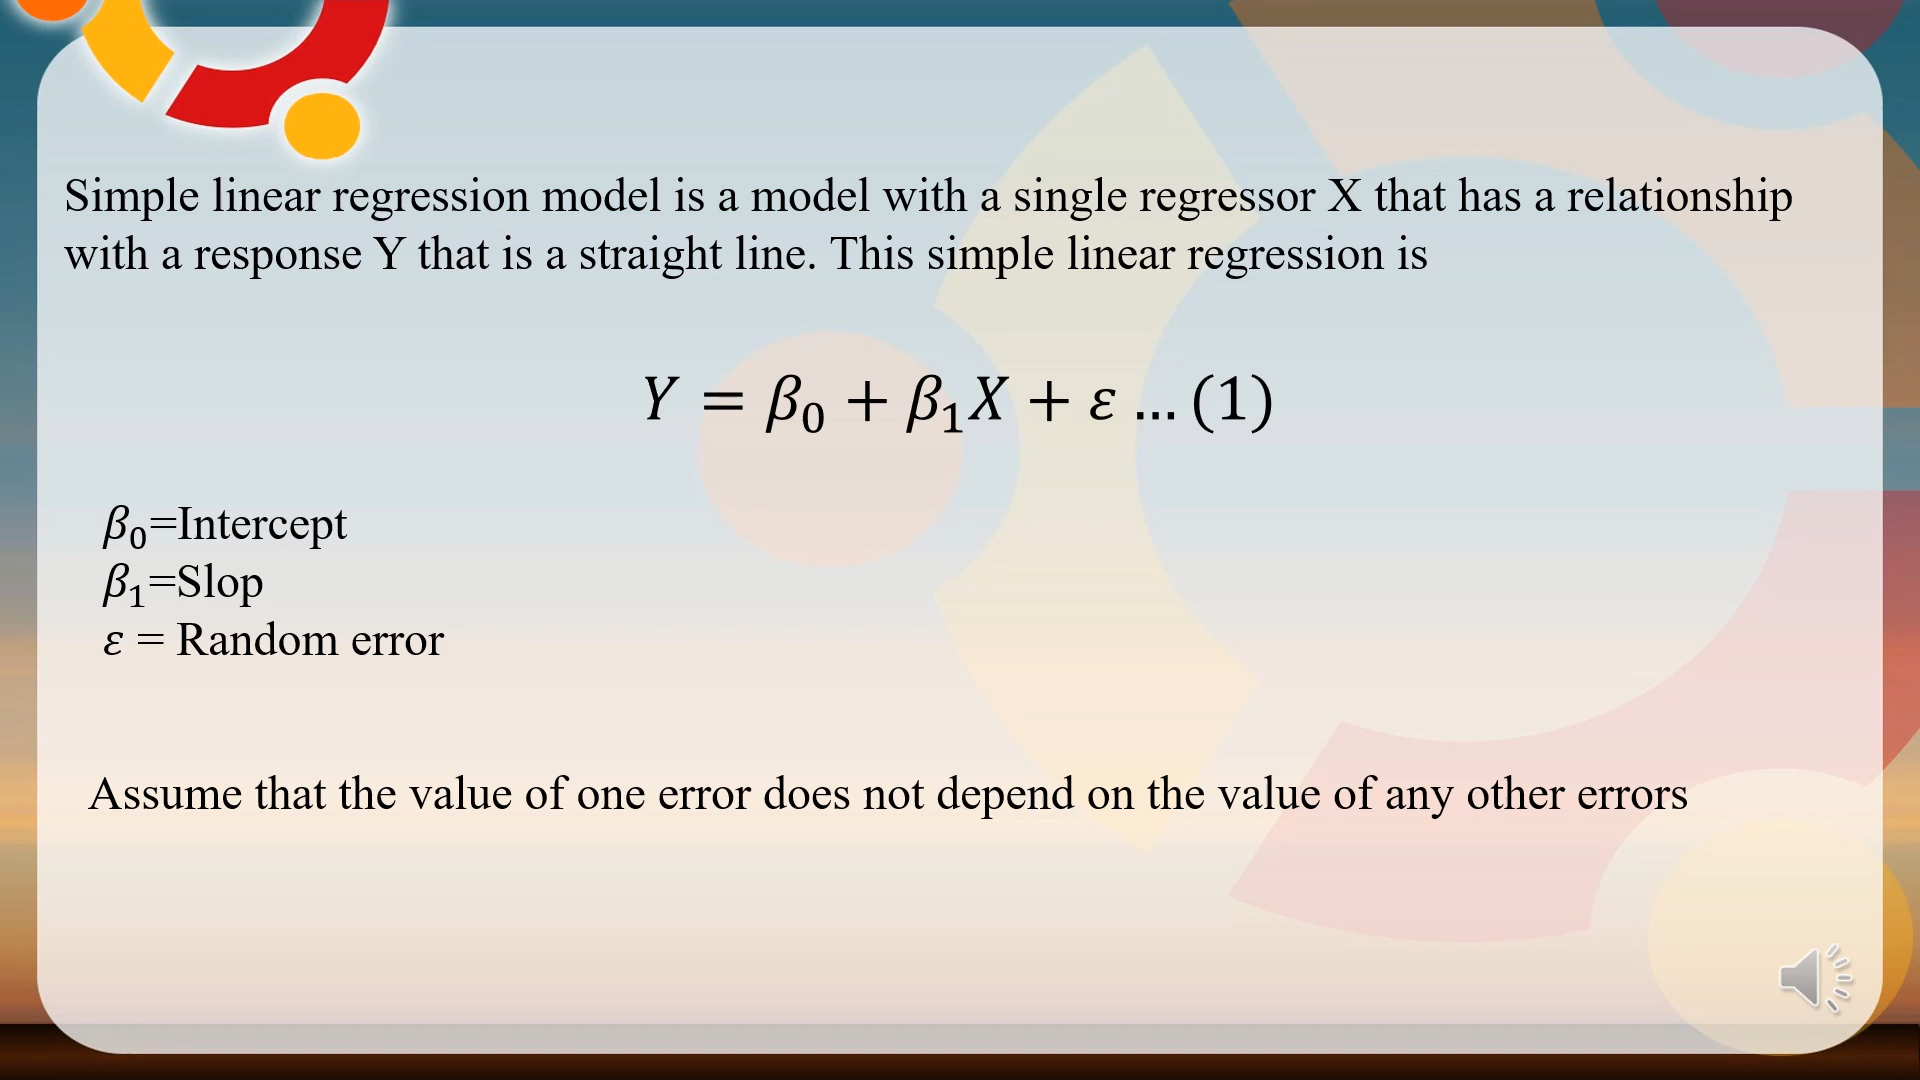 Simple linear regression model is a model with a single regressor X that has a relationship
with a response Y that is a straight line. This simple linear regression is
Y = β₀ + β₁X + ε … (1)
β₀=Intercept
β₁=Slop
ε = Random error
Assume that the value of one error does not depend on the value of any other errors